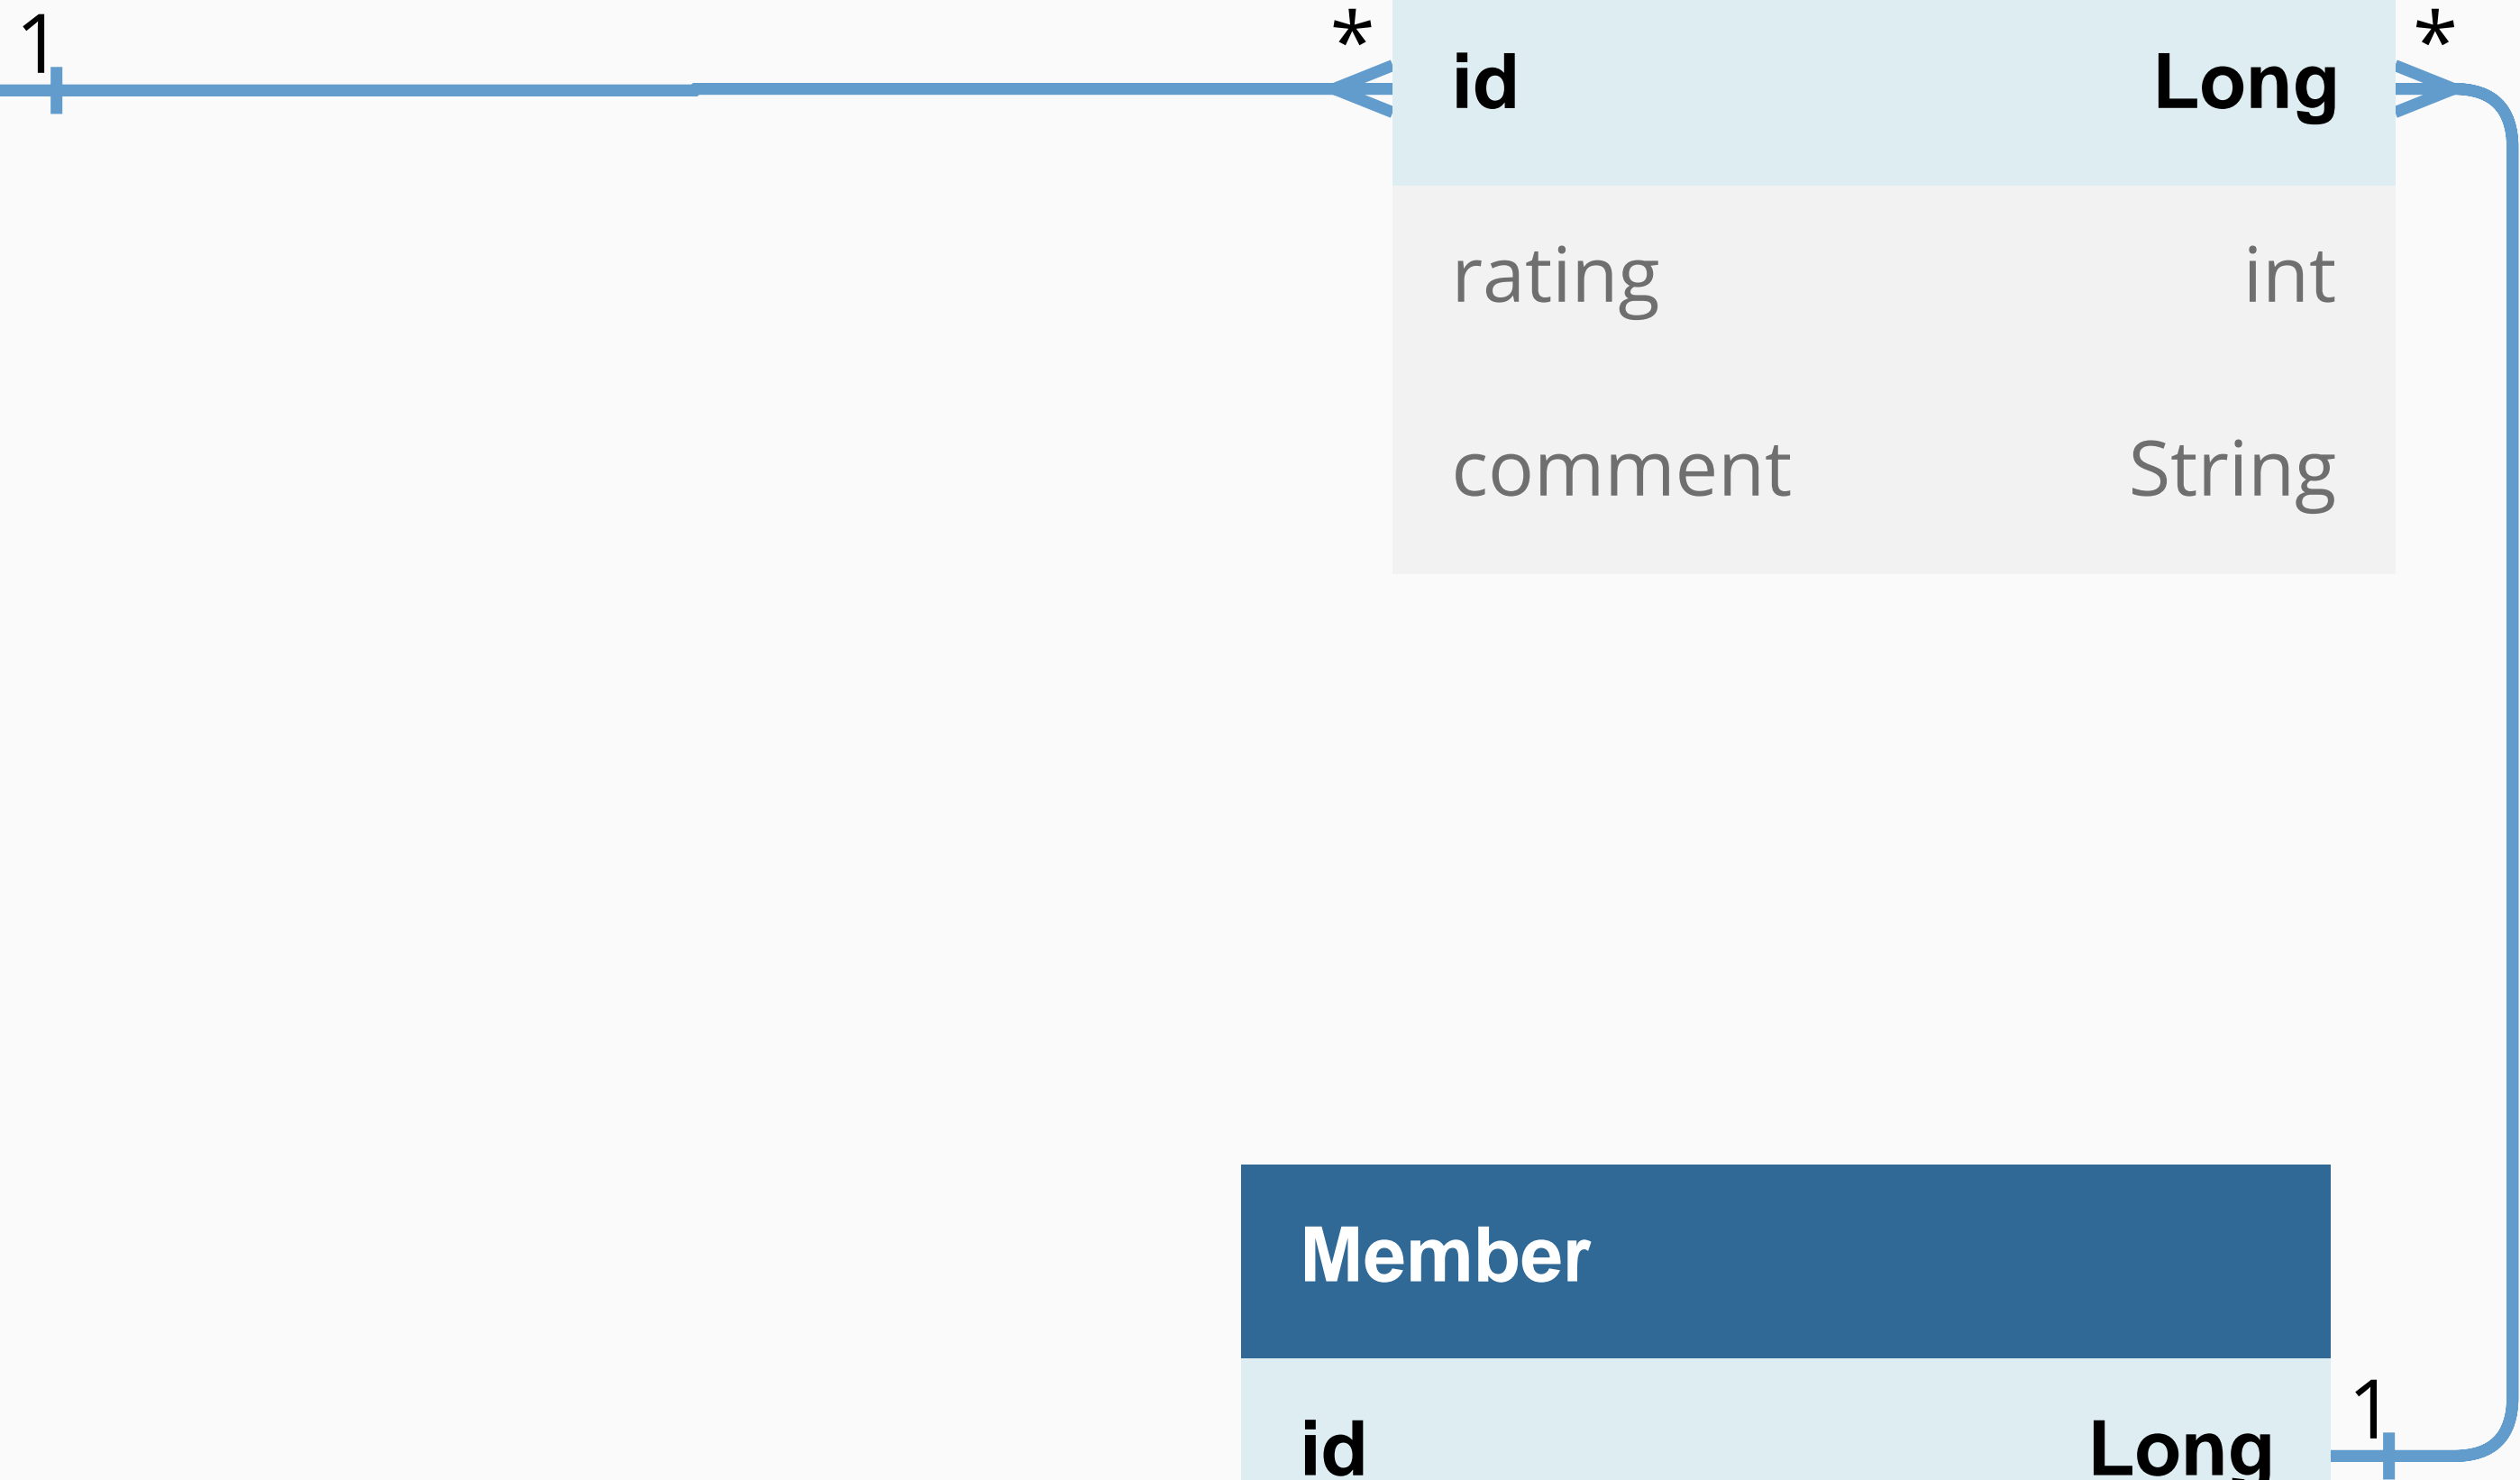 1 * id Long *
rating int
comment String
Member
id Long 1